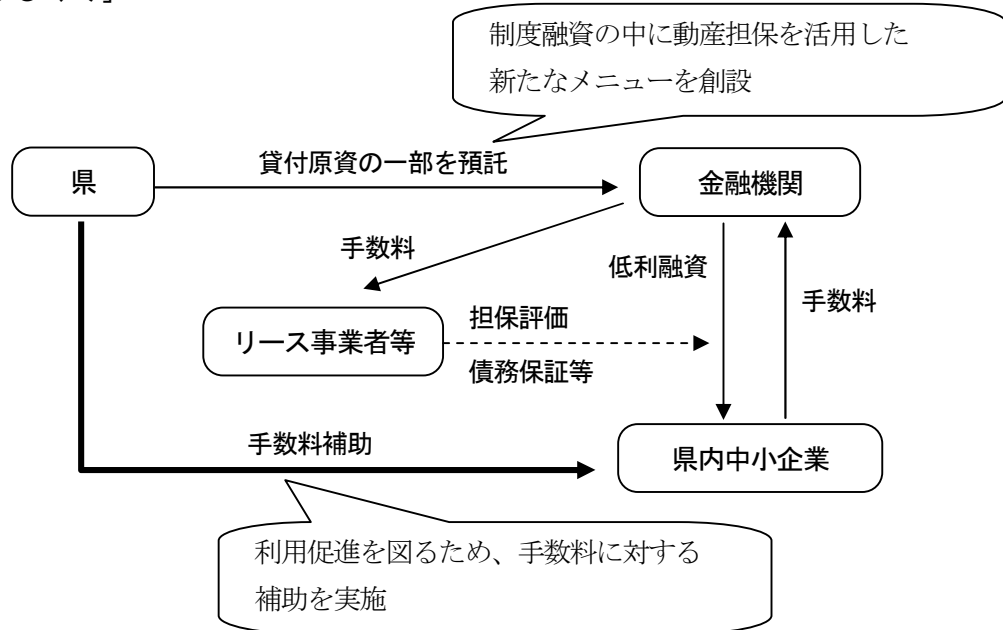 制度融資の中に動産担保を活用した
新たなメニューを創設
県
貸付原資の一部を預託
金融機関
手数料
低利融資
手数料
リース事業者等
担保評価
債務保証等
手数料補助
県内中小企業
利用促進を図るため、手数料に対する
補助を実施